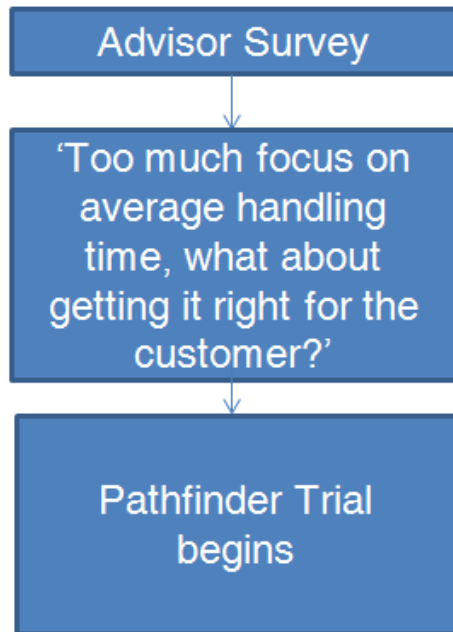 Advisor Survey
‘Too much focus on
average handling
time, what about
getting it right for the
customer?’
Pathfinder Trial
begins